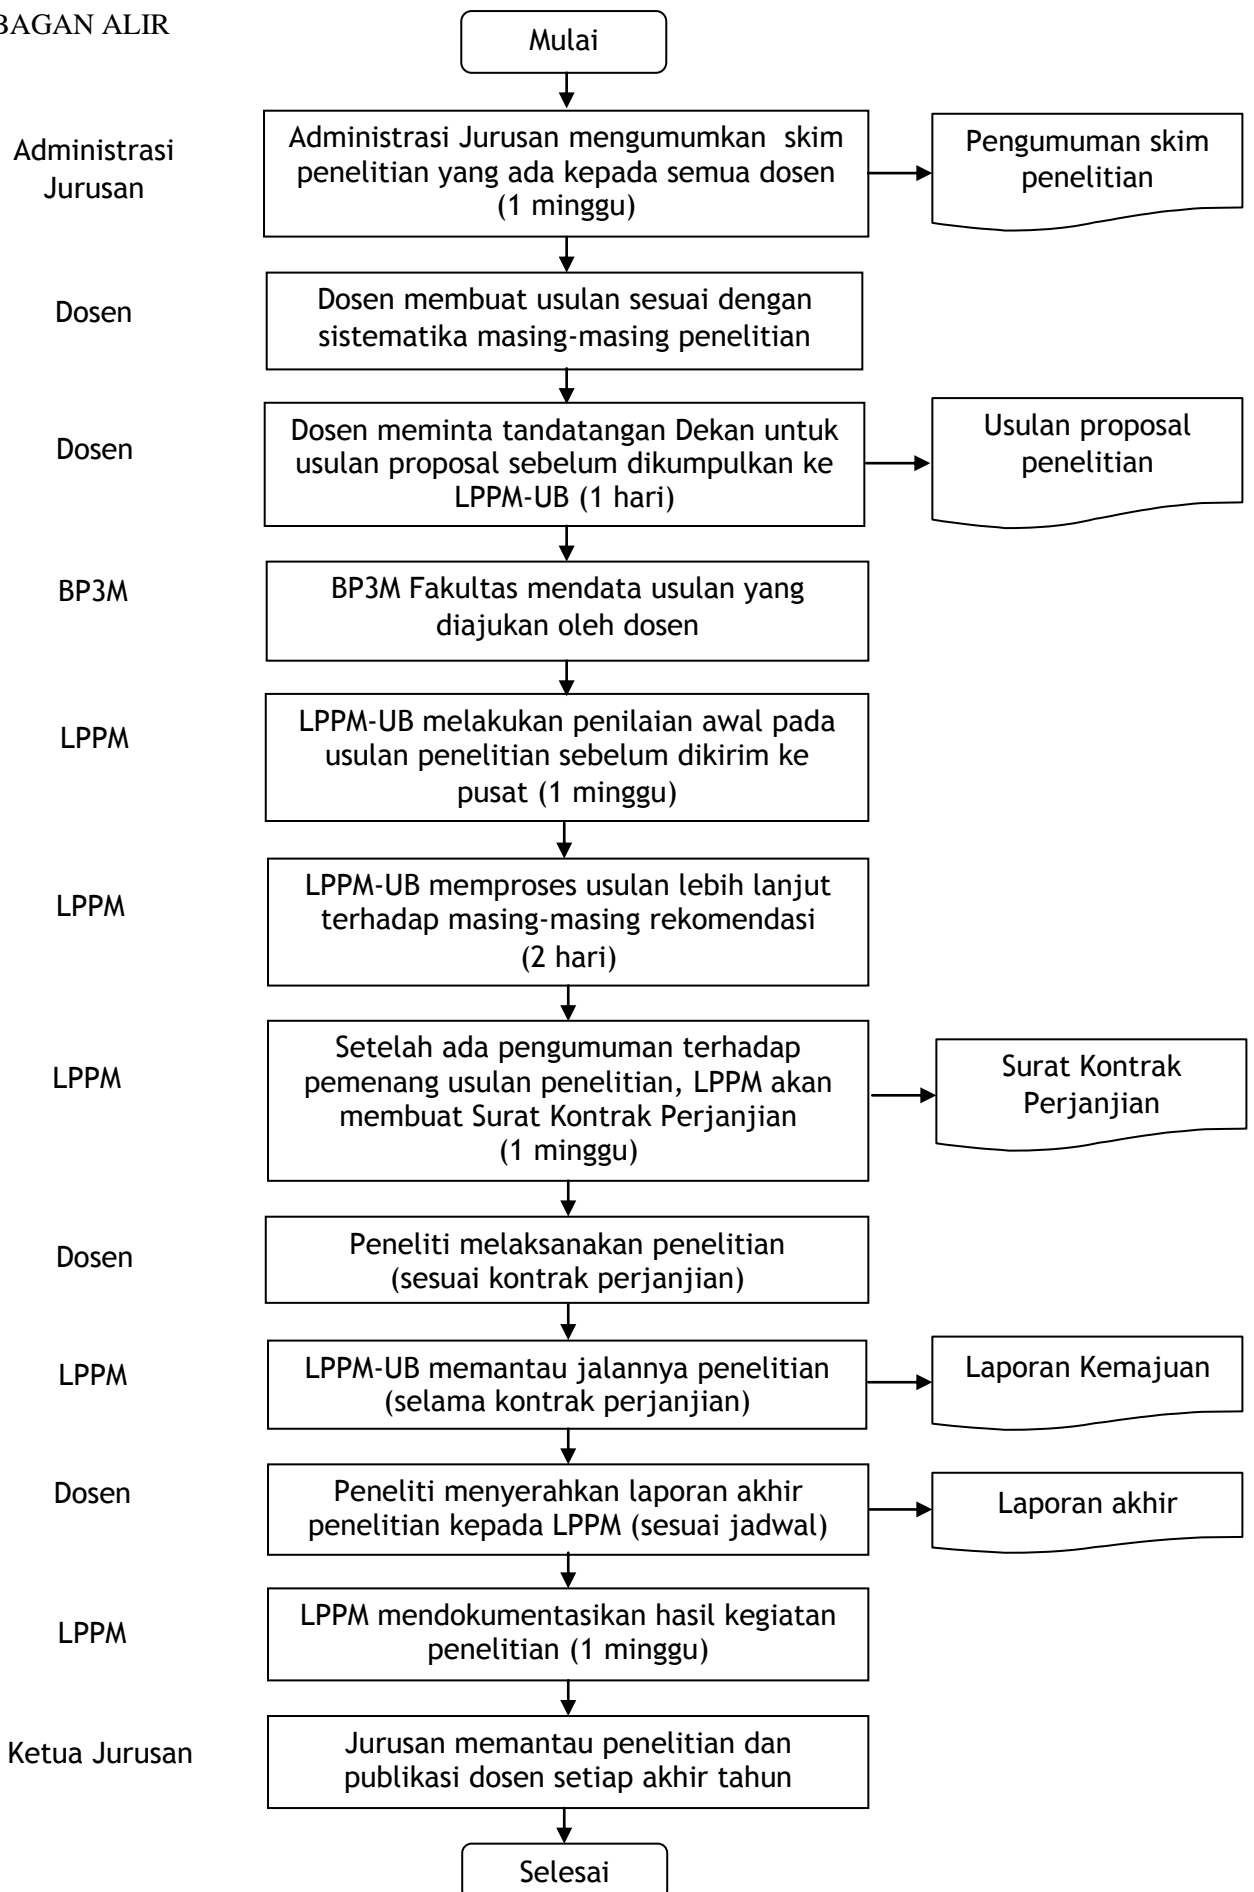 BAGAN ALIR
Mulai
Administrasi
Jurusan
Administrasi Jurusan mengumumkan skim
penelitian yang ada kepada semua dosen
(1 minggu)
Pengumuman skim
penelitian
Dosen
Dosen membuat usulan sesuai dengan
sistematika masing-masing penelitian
Dosen
Dosen meminta tandatangan Dekan untuk
usulan proposal sebelum dikumpulkan ke
LPPM-UB (1 hari)
Usulan proposal
penelitian
BP3M
BP3M Fakultas mendata usulan yang
diajukan oleh dosen
LPPM
LPPM-UB melakukan penilaian awal pada
usulan penelitian sebelum dikirim ke
pusat (1 minggu)
LPPM
LPPM-UB memproses usulan lebih lanjut
terhadap masing-masing rekomendasi
(2 hari)
LPPM
Setelah ada pengumuman terhadap
pemenang usulan penelitian, LPPM akan
membuat Surat Kontrak Perjanjian
(1 minggu)
Surat Kontrak
Perjanjian
Dosen
Peneliti melaksanakan penelitian
(sesuai kontrak perjanjian)
LPPM
LPPM-UB memantau jalannya penelitian
(selama kontrak perjanjian)
Laporan Kemajuan
Dosen
Peneliti menyerahkan laporan akhir
penelitian kepada LPPM (sesuai jadwal)
Laporan akhir
LPPM
LPPM mendokumentasikan hasil kegiatan
penelitian (1 minggu)
Ketua Jurusan
Jurusan memantau penelitian dan
publikasi dosen setiap akhir tahun
Selesai